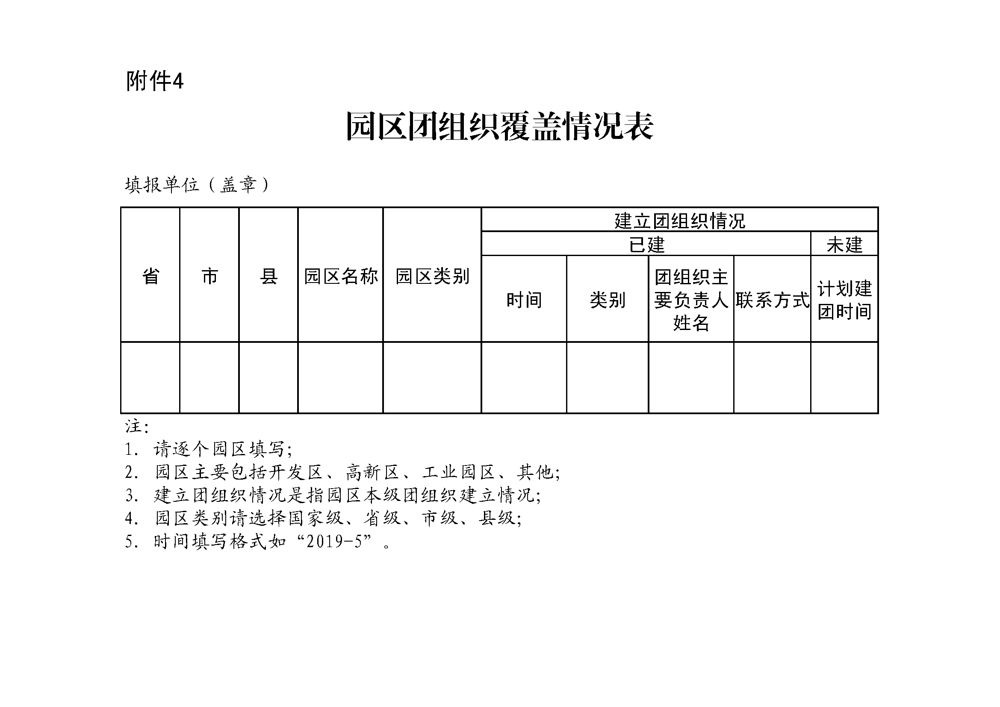 附件4
园区团组织覆盖情况表
填报单位（盖章）
建立团组织情况
已建 未建
省 市 县 园区名称 园区类别
时间 类别 团组织主要负责人姓名 联系方式 计划建团时间
注：
1. 请逐个园区填写；
2. 园区主要包括开发区、高新区、工业园区、其他；
3. 建立团组织情况是指园区本级团组织建立情况；
4. 园区类别请选择国家级、省级、市级、县级；
5. 时间填写格式如“2019-5”。